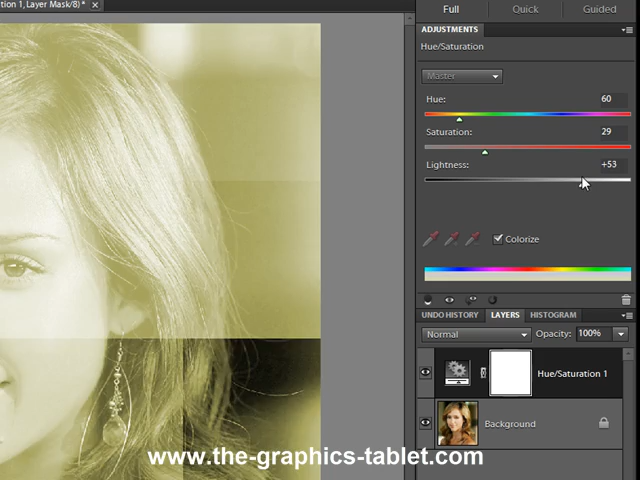 tion 1,Layer Mask/8) *
Full Quick Guided
ADJUSTMENTS
Hue/Saturation
Master
Hue: 60
Saturation: 29
Lightness: +53
Colorize
UNDO HISTORY LAYERS HISTOGRAM
Normal Opacity: 100%
Hue/Saturation 1
Background
www.the-graphics-tablet.com